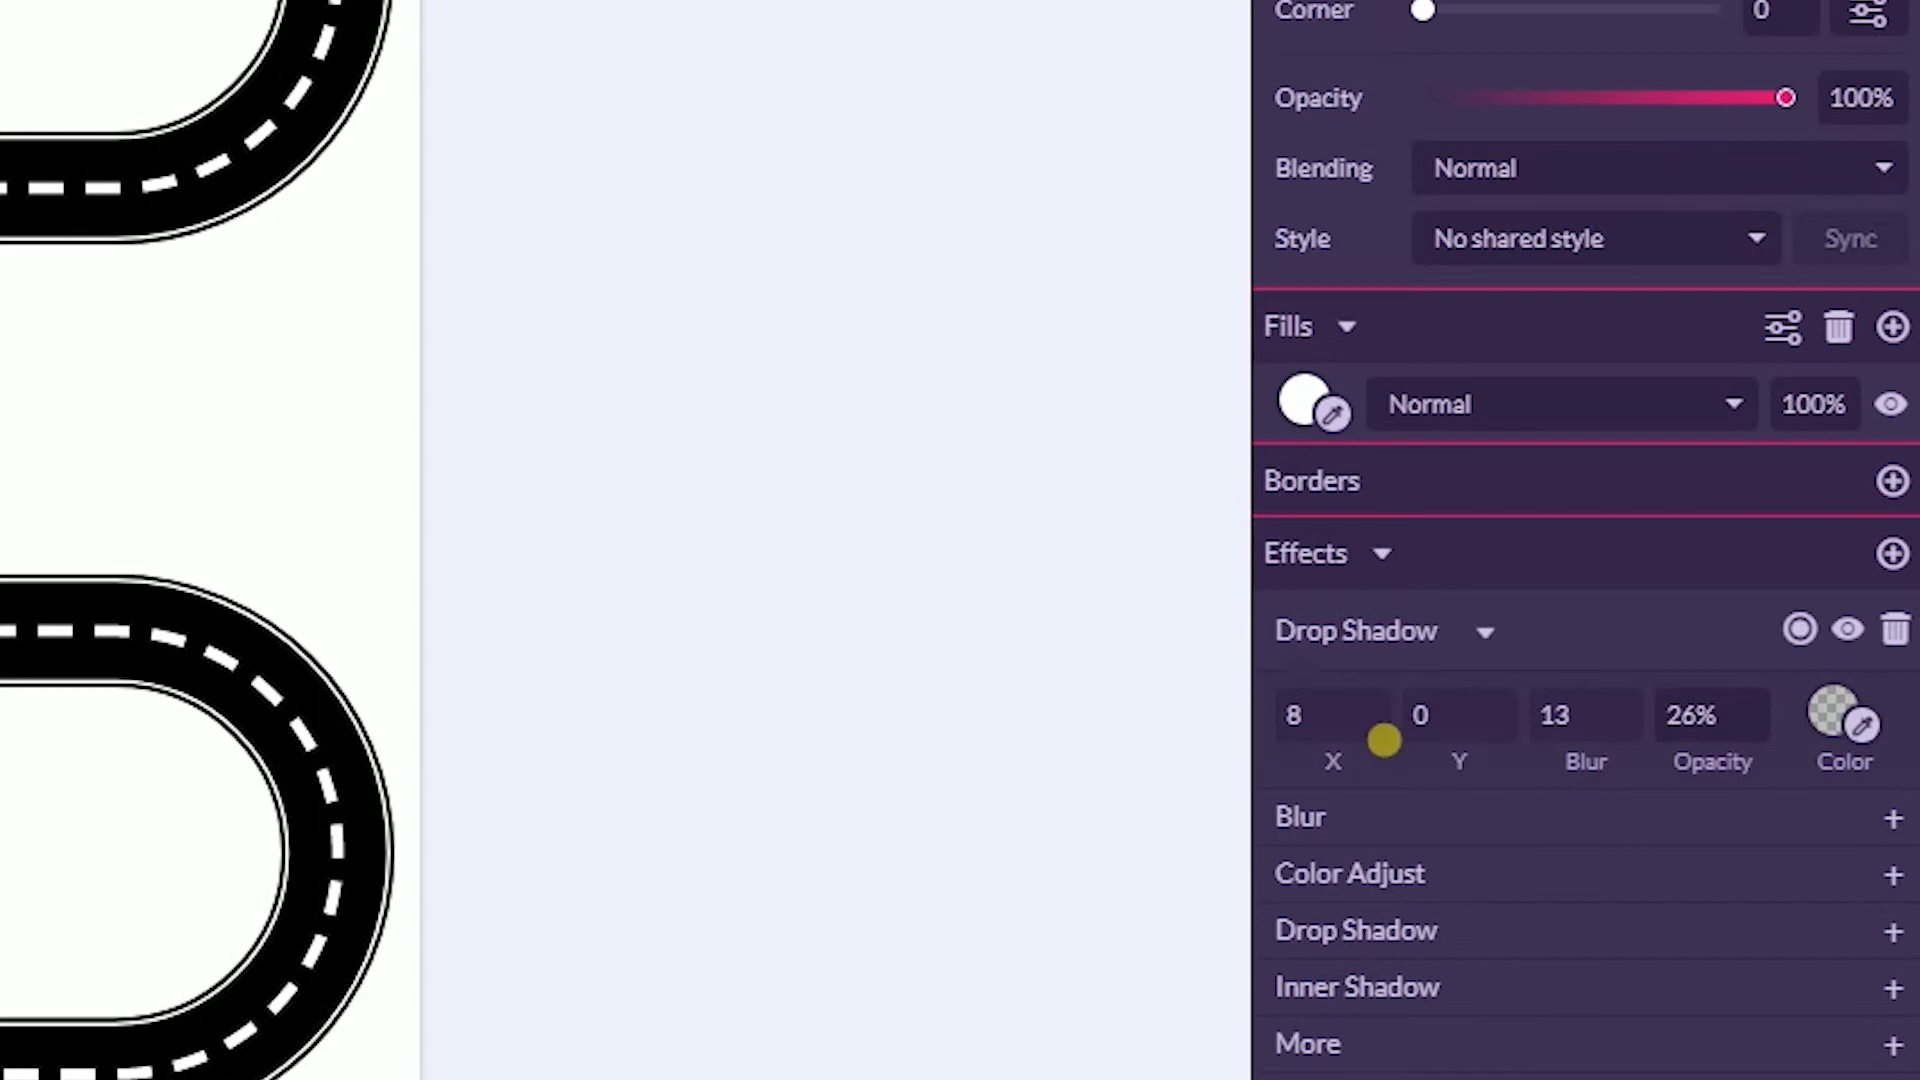 Corner 0
Opacity 100%
Blending Normal
Style No shared style Sync
Fills
Normal 100%
Borders
Effects
Drop Shadow
8 0 13 26%
X Y Blur Opacity Color
Blur
Color Adjust
Drop Shadow
Inner Shadow
More